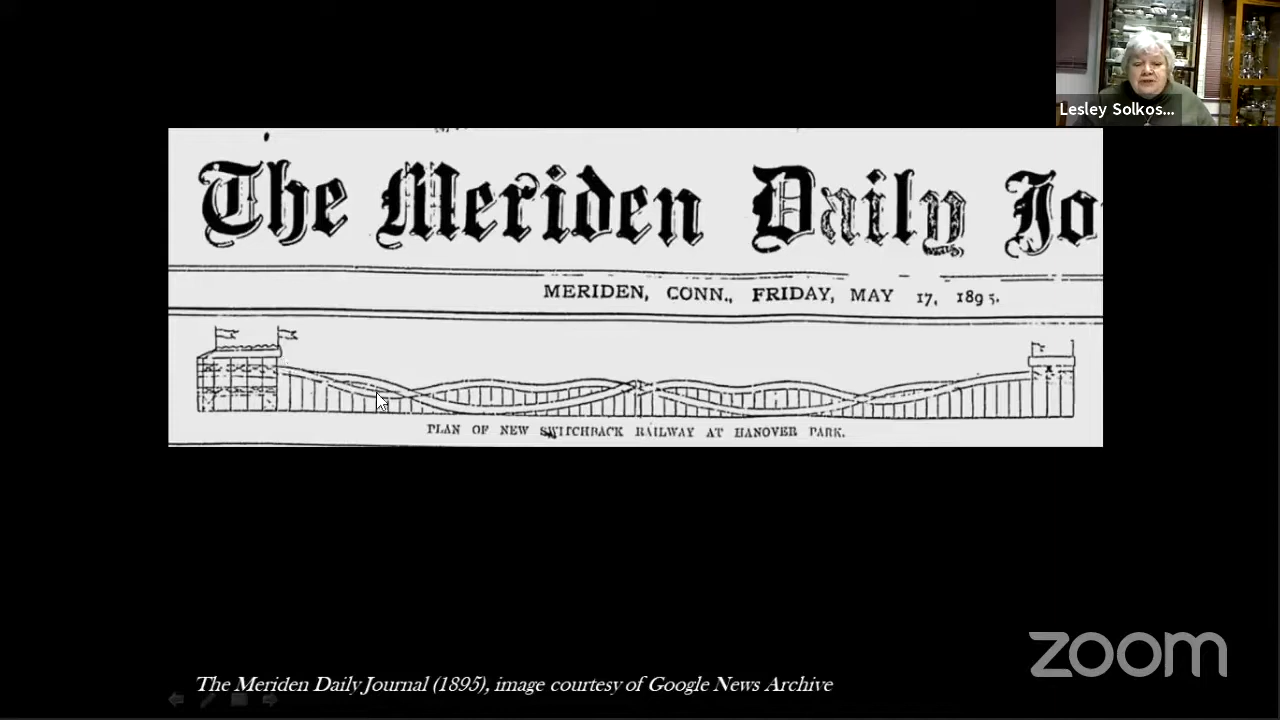 Lesley Solkos...
The Meriden Daily Jo
MERIDEN, CONN., FRIDAY, MAY 17, 1895.
PLAN OF NEW SWITCHBACK RAILWAY AT HANOVER PARK.
zoom
The Meriden Daily Journal (1895), image courtesy of Google News Archive